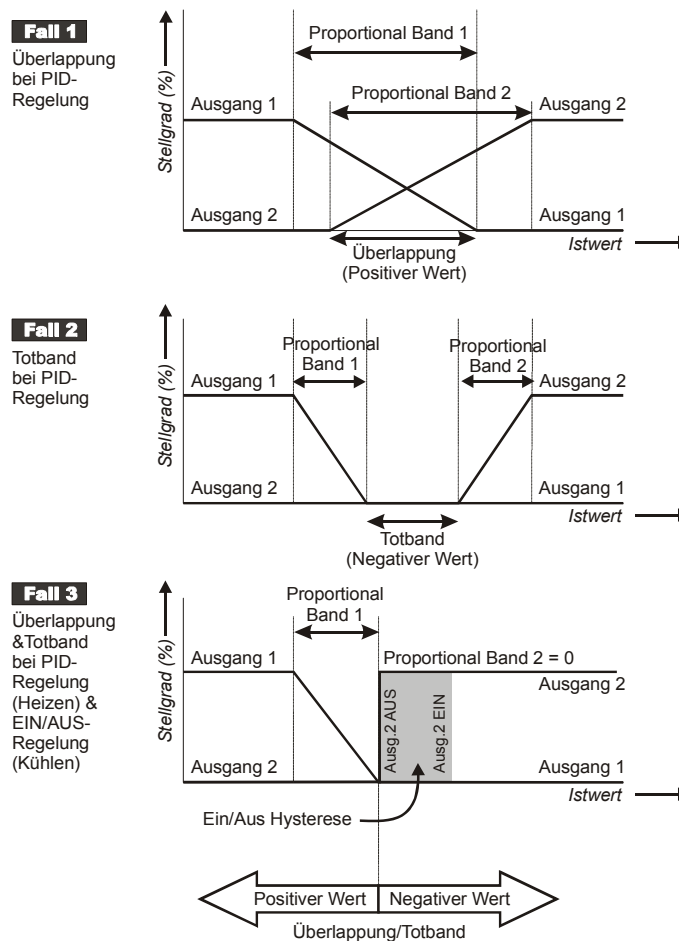 Fall 1
Überlappung
bei PID-
Regelung
Stellgrad (%)
Proportional Band 1
Proportional Band 2
Ausgang 1
Ausgang 2
Ausgang 2
Ausgang 1
Überlappung
(Positiver Wert)
Istwert
Fall 2
Totband
bei PID-
Regelung
Stellgrad (%)
Proportional
Band 1
Proportional
Band 2
Ausgang 1
Ausgang 2
Ausgang 2
Ausgang 1
Totband
(Negativer Wert)
Istwert
Fall 3
Überlappung
&Totband
bei PID-
Regelung
(Heizen) &
EIN/AUS-
Regelung
(Kühlen)
Stellgrad (%)
Proportional
Band 1
Ausgang 1
Proportional Band 2 = 0
Ausgang 2
Ausg.2 AUS
Ausg.2 EIN
Ausgang 2
Ausgang 1
Istwert
Ein/Aus Hysterese
Positiver Wert
Negativer Wert
Überlappung/Totband